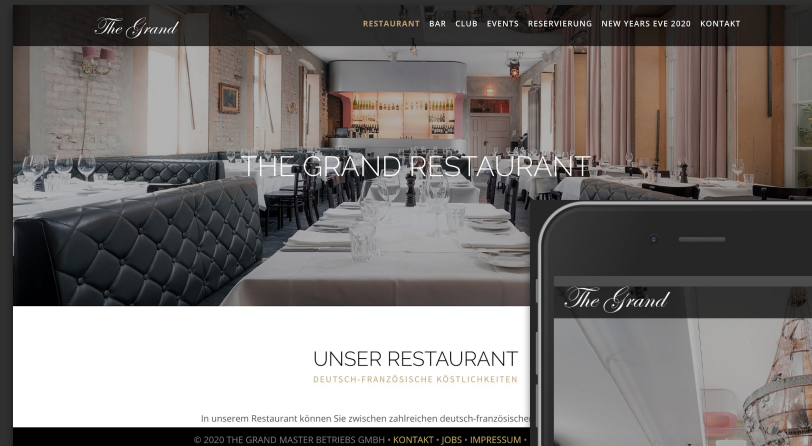 The Grand
RESTAURANT BAR CLUB EVENTS RESERVIERUNG NEW YEARS EVE 2020 KONTAKT
THE GRAND RESTAURANT
The Grand
UNSER RESTAURANT
DEUTSCH-FRANZÖSISCHE KÖSTLICHKEITEN
In unserem Restaurant können Sie zwischen zahlreichen deutsch-französischen
© 2020 THE GRAND MASTER BETRIEBS GMBH • KONTAKT • JOBS • IMPRESSUM •